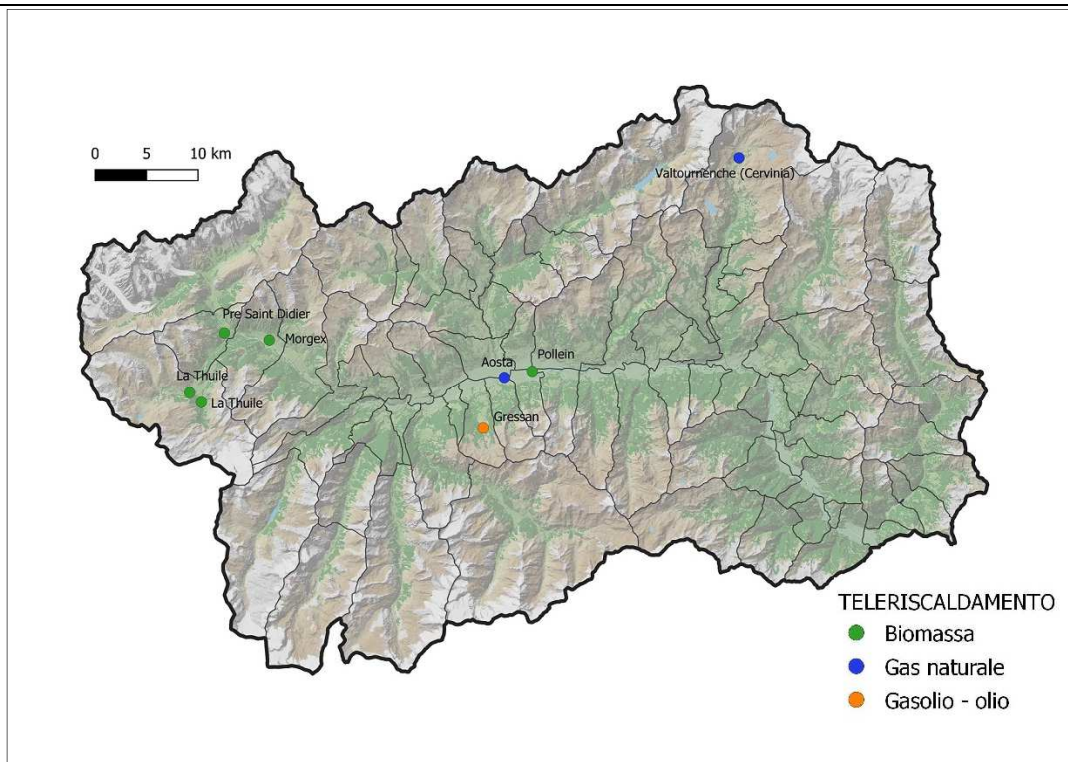 0 5 10 km
Valtournenche (Cervinia)
Pre Saint Didier
Morgex
Aosta
Pollein
La Thuile
La Thuile
Gressan
TELERISCALDAMENTO
Biomassa
Gas naturale
Gasolio - olio